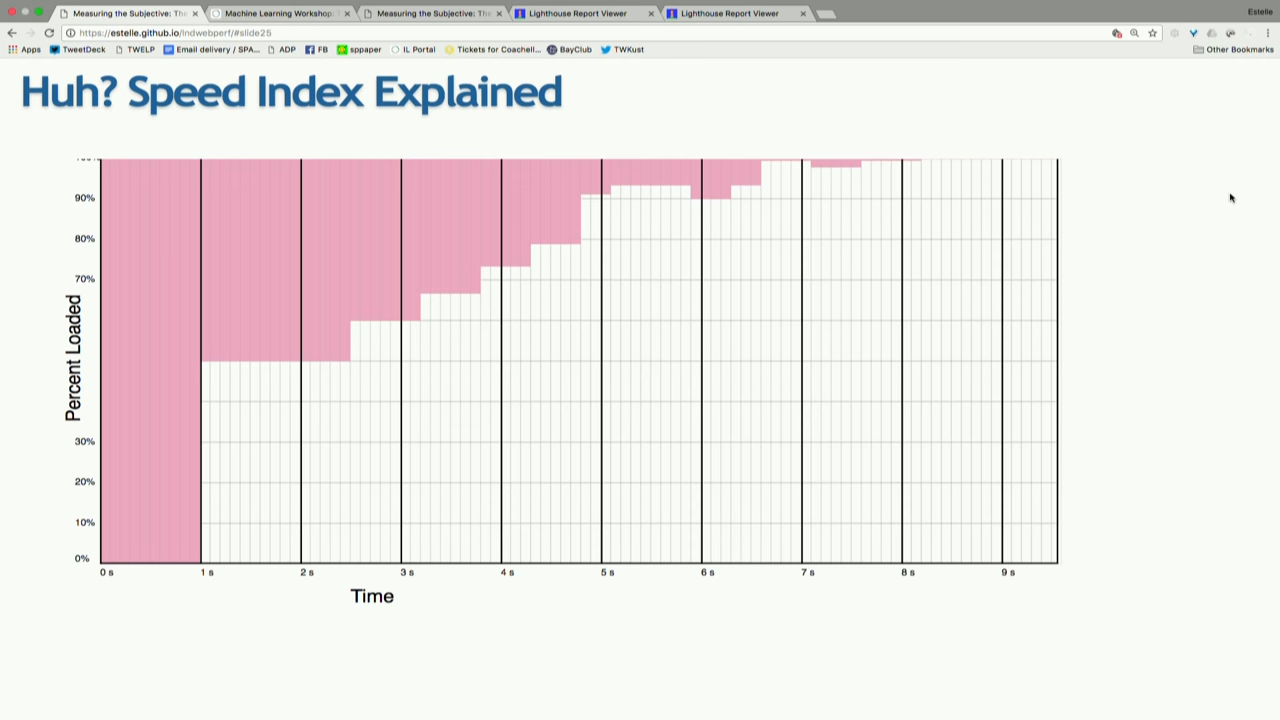 Measuring the Subjective: The
Machine Learning Workshop:
Measuring the Subjective: The
Lighthouse Report Viewer
Lighthouse Report Viewer
Estelle
https://estelle.github.io/lndwebperf/#slide25
Apps
TweetDeck
TWELP
Email delivery / SPA...
ADP
FB
sppaper
IL Portal
Tickets for Coachell...
BayClub
TWKust
Other Bookmarks
Huh? Speed Index Explained
90%
80%
70%
Percent Loaded
30%
20%
10%
0%
0 s
1 s
2 s
3 s
4 s
5 s
6 s
7 s
8 s
9 s
Time